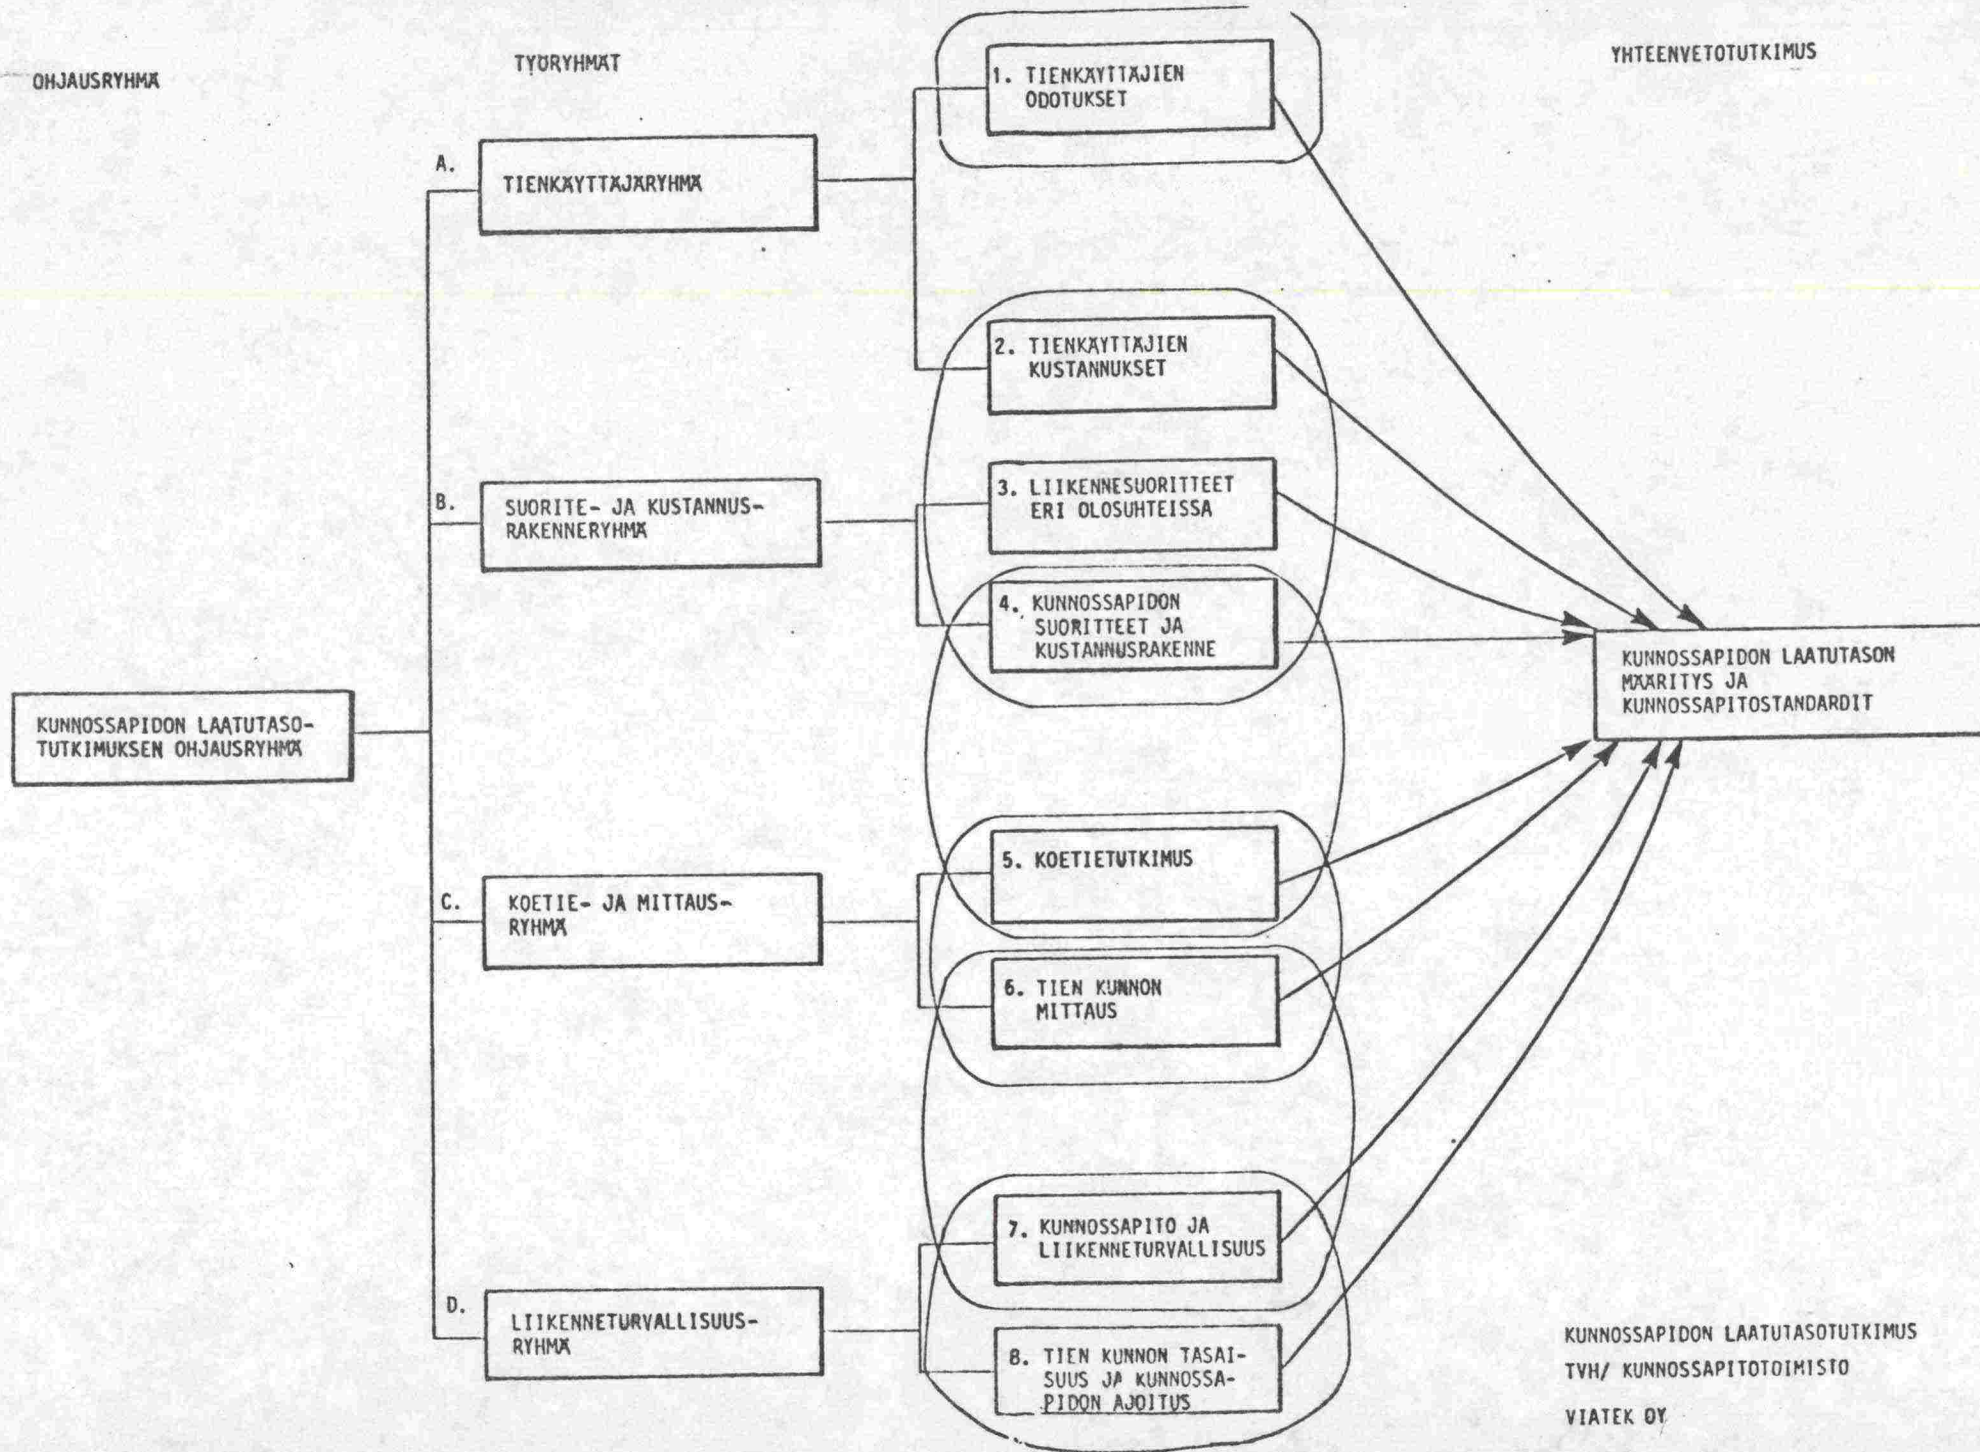 OHJAUSRYHMÄ
TYÖRYHMÄT
YHTEENVETOTUTKIMUS
1. TIENKÄYTTÄJIEN
ODOTUKSET
A.
TIENKÄYTTÄJÄRYHMÄ
2. TIENKÄYTTÄJIEN
KUSTANNUKSET
B.
SUORITE- JA KUSTANNUS-
RAKENNERYHMÄ
3. LIIKENNESUORITTEET
ERI OLOSUHTEISSA
4. KUNNOSSAPIDON
SUORITTEET JA
KUSTANNUSRAKENNE
KUNNOSSAPIDON LAATUTASO-
TUTKIMUKSEN OHJAUSRYHMÄ
KUNNOSSAPIDON LAATUTASON
MÄÄRITYS JA
KUNNOSSAPITOSTANDARDIT
C.
KOETIE- JA MITTAUS-
RYHMÄ
5. KOETIETUTKIMUS
6. TIEN KUNNON
MITTAUS
D.
LIIKENNETURVALLISUUS-
RYHMÄ
7. KUNNOSSAPITO JA
LIIKENNETURVALLISUUS
8. TIEN KUNNON TASAI-
SUUS JA KUNNOSSA-
PIDON AJOITUS
KUNNOSSAPIDON LAATUTASOTUTKIMUS
TVH/ KUNNOSSAPITOTOIMISTO
VIATEK OY